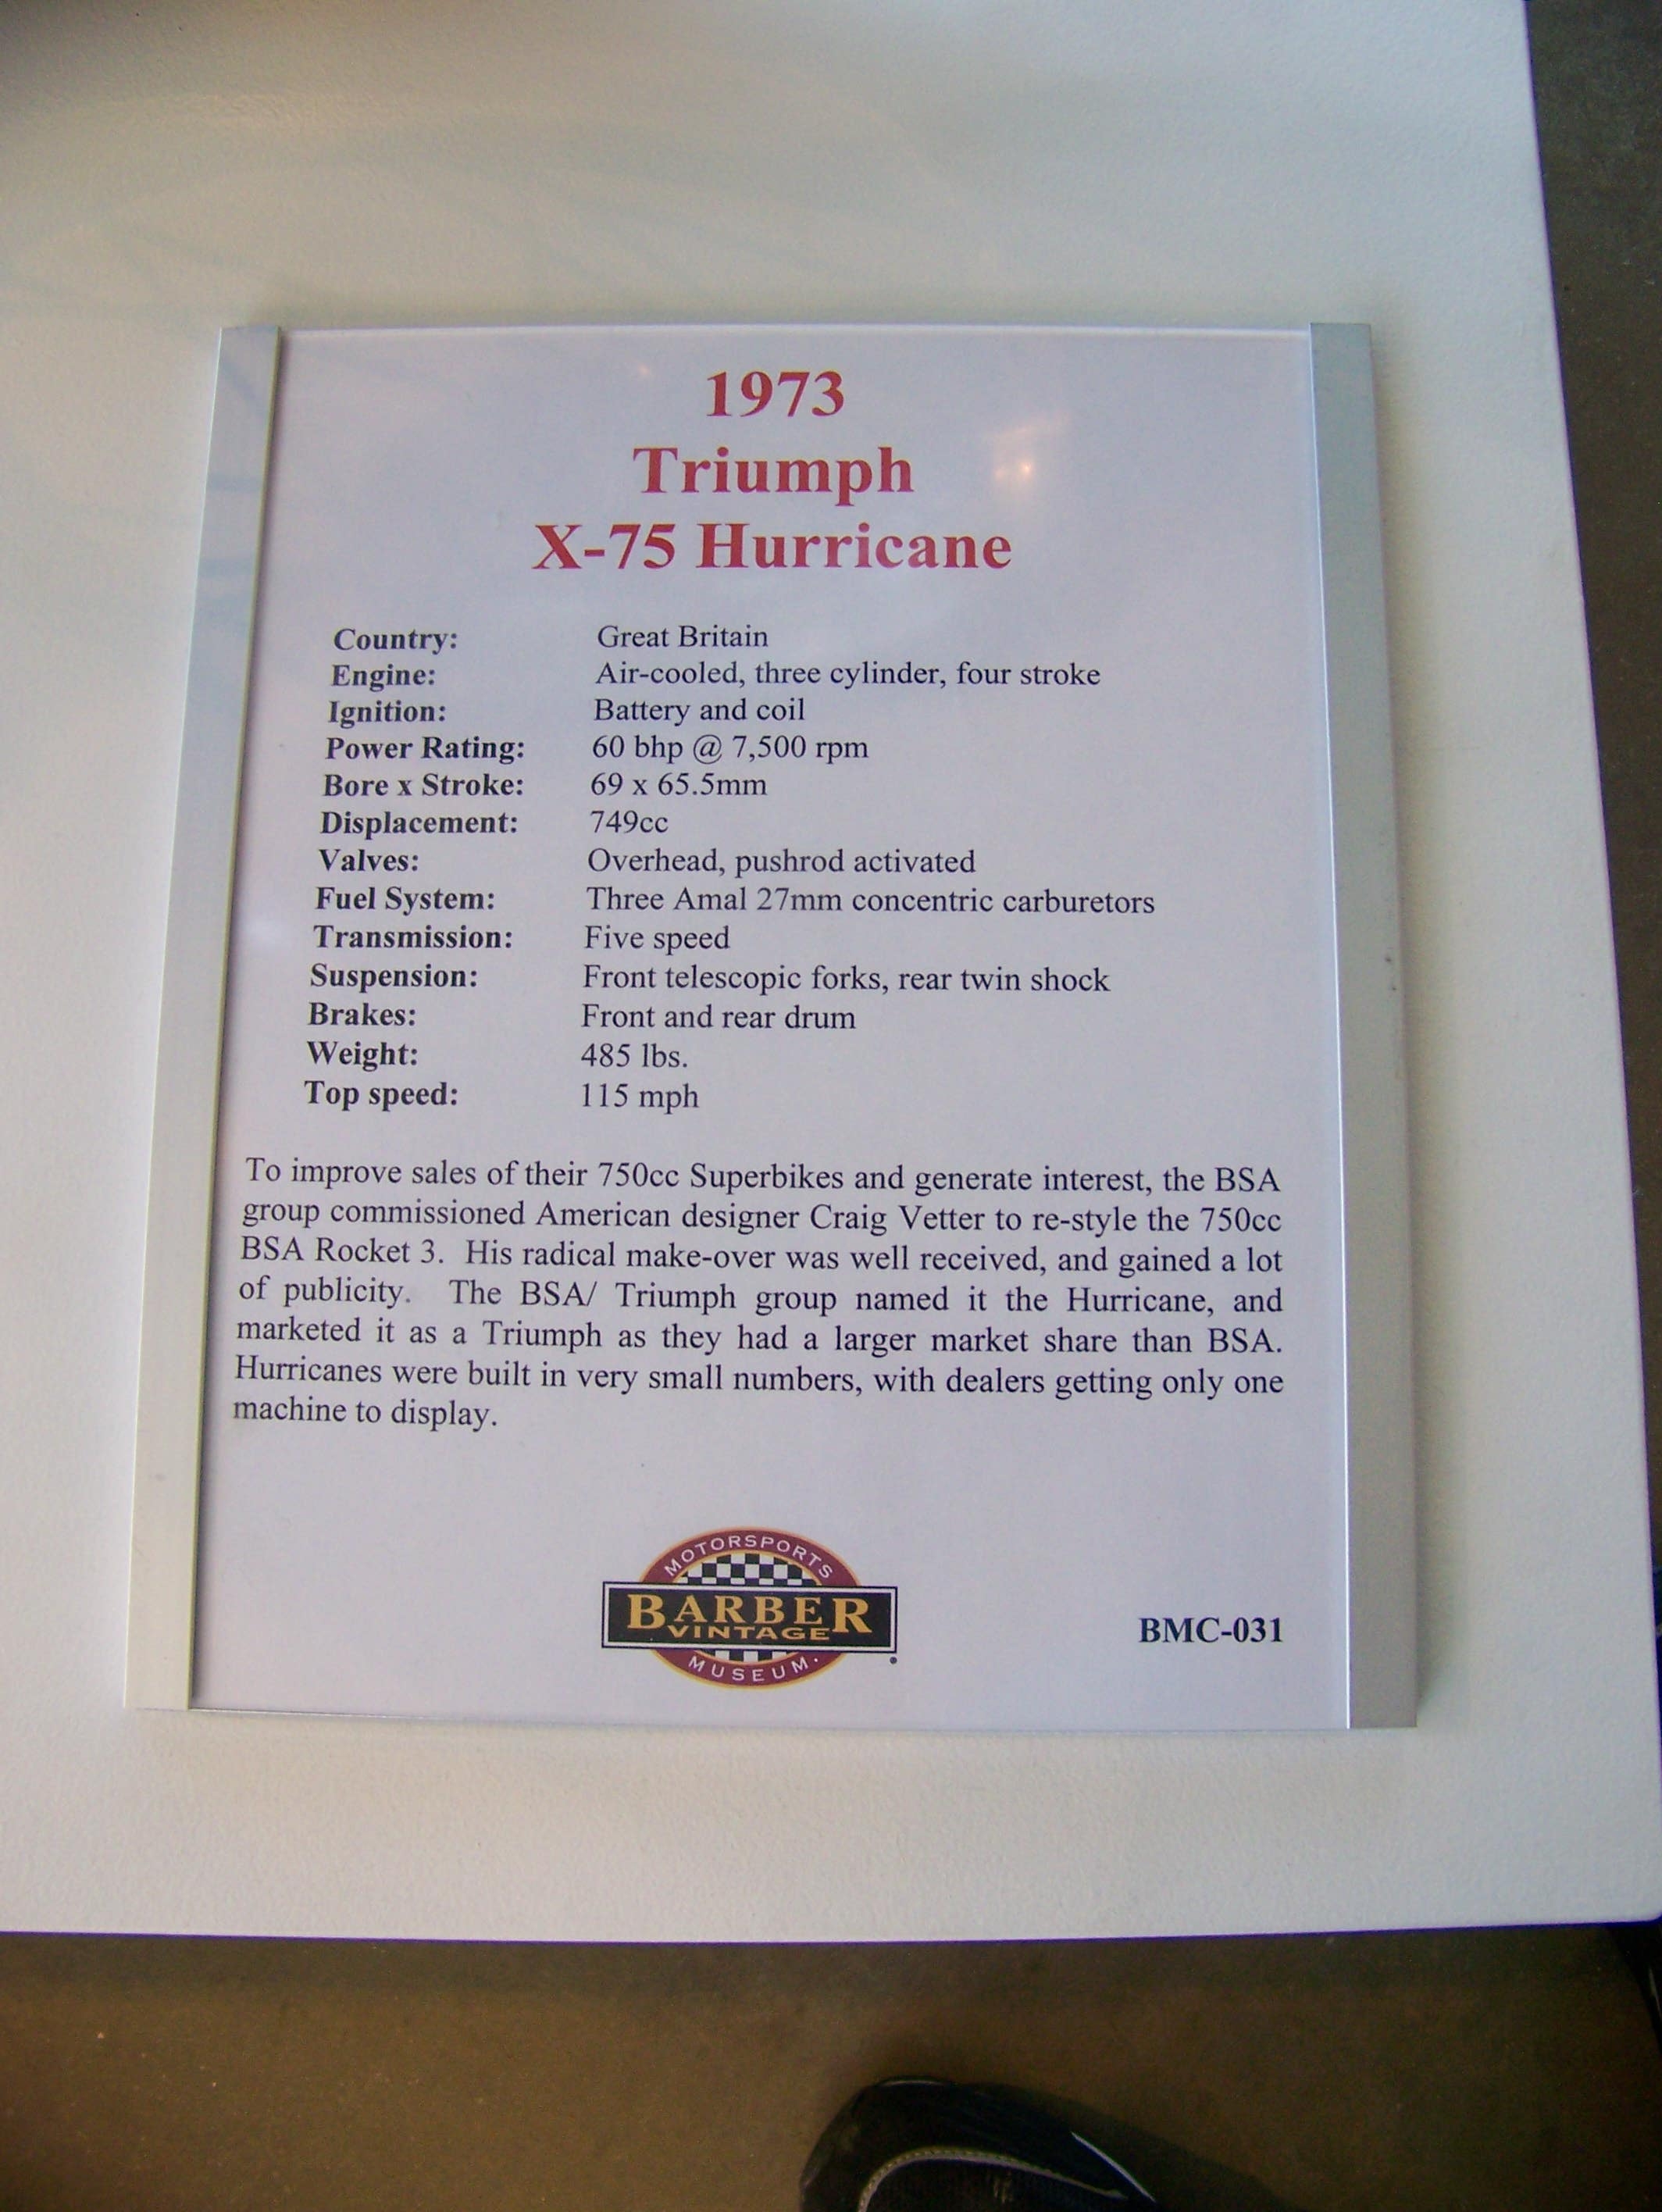 1973
Triumph
X-75 Hurricane
Country: Great Britain
Engine: Air-cooled, three cylinder, four stroke
Ignition: Battery and coil
Power Rating: 60 bhp @ 7,500 rpm
Bore x Stroke: 69 x 65.5mm
Displacement: 749cc
Valves: Overhead, pushrod activated
Fuel System: Three Amal 27mm concentric carburetors
Transmission: Five speed
Suspension: Front telescopic forks, rear twin shock
Brakes: Front and rear drum
Weight: 485 lbs.
Top speed: 115 mph
To improve sales of their 750cc Superbikes and generate interest, the BSA
group commissioned American designer Craig Vetter to re-style the 750cc
BSA Rocket 3. His radical make-over was well received, and gained a lot
of publicity. The BSA/ Triumph group named it the Hurricane, and
marketed it as a Triumph as they had a larger market share than BSA.
Hurricanes were built in very small numbers, with dealers getting only one
machine to display.
MOTORSPORTS
BARBER
VINTAGE
MUSEUM
BMC-031